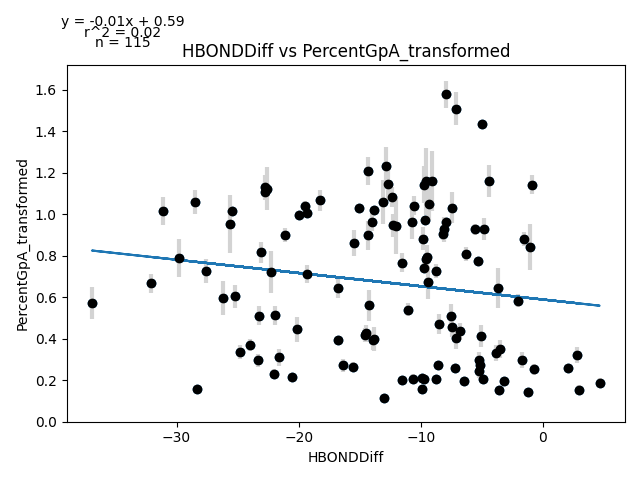 y = -0.01x + 0.59
r^2 = 0.02
n = 115
HBONDDiff vs PercentGpA_transformed
PercentGpA_transformed
1.6
1.4
1.2
1.0
0.8
0.6
0.4
0.2
0.0
−30
−20
−10
0
HBONDDiff